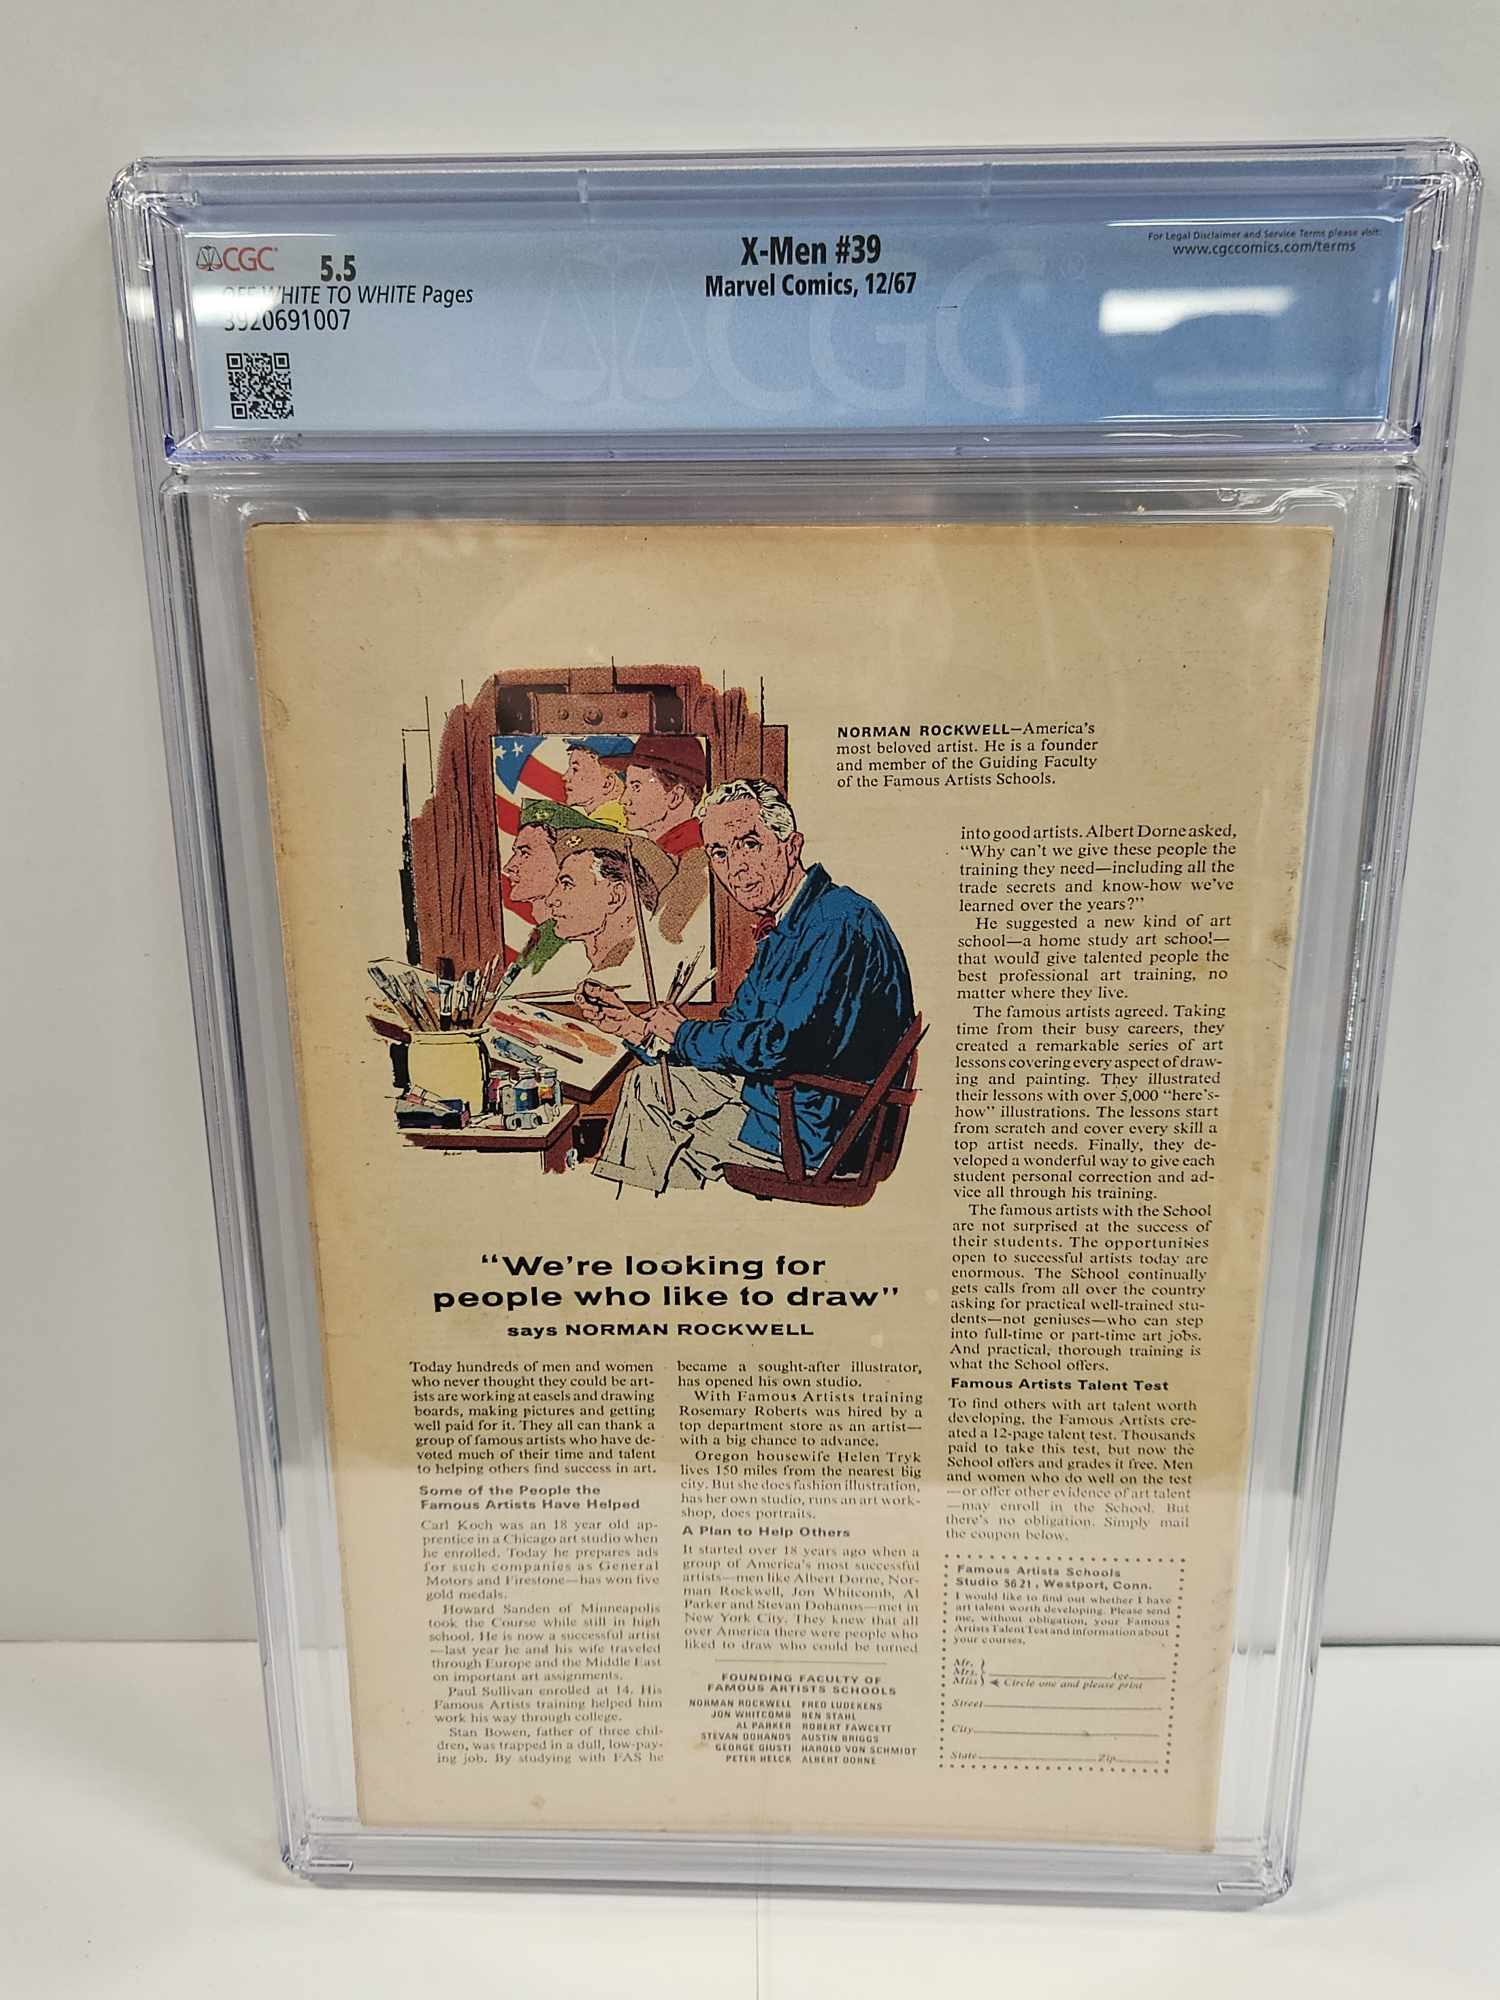 CGC
5.5
OFF WHITE TO WHITE Pages
3920691007
X-Men #39
Marvel Comics, 12/67
For Legal Disclaimer and Service Terms please visit:
www.cgccomics.com/terms
CGC
NORMAN ROCKWELL—America's
most beloved artist. He is a founder
and member of the Guiding Faculty
of the Famous Artists Schools.
"We're looking for
people who like to draw"
says NORMAN ROCKWELL
Today hundreds of men and women
who never thought they could be art-
ists are working at easels and drawing
boards, making pictures and getting
well paid for it. They all can thank a
group of famous artists who have de-
voted much of their time and talent
to helping others find success in art.
Some of the People the
Famous Artists Have Helped
Carl Koch was an 18 year old ap-
prentice in a Chicago art studio when
he enrolled. Today he prepares ads
for such companies as General
Motors and Firestone—has won five
gold medals.
Howard Sanden of Minneapolis
took the Course while still in high
school. He is now a successful artist
—last year he and his wife traveled
through Europe and the Middle East
on important art assignments.
Paul Sullivan enrolled at 14. His
Famous Artists training helped him
work his way through college.
Stan Bowen, father of three chil-
dren, was trapped in a dull, low-pay-
ing job. By studying with FAS he
became a sought-after illustrator,
has opened his own studio.
With Famous Artists training
Rosemary Roberts was hired by a
top department store as an artist—
with a big chance to advance.
Oregon housewife Helen Tryk
lives 150 miles from the nearest big
city. But she does fashion illustration,
has her own studio, runs an art work-
shop, does portraits.
A Plan to Help Others
It started over 18 years ago when a
group of America's most successful
artists—men like Albert Dorne, Nor-
man Rockwell, Jon Whitcomb, Al
Parker and Stevan Dohanos—met in
New York City. They knew that all
over America there were people who
liked to draw who could be turned
FOUNDING FACULTY OF
FAMOUS ARTISTS SCHOOLS
NORMAN ROCKWELL FRED LUDEKENS
JON WHITCOMB BEN STAHL
AL PARKER ROBERT FAWCETT
STEVAN DOHANOS AUSTIN BRIGGS
GEORGE GIUSTI HAROLD VON SCHMIDT
PETER HELCK ALBERT DORNE
into good artists. Albert Dorne asked,
"Why can't we give these people the
training they need—including all the
trade secrets and know-how we've
learned over the years?"
He suggested a new kind of art
school—a home study art school—
that would give talented people the
best professional art training, no
matter where they live.
The famous artists agreed. Taking
time from their busy careers, they
created a remarkable series of art
lessons covering every aspect of draw-
ing and painting. They illustrated
their lessons with over 5,000 "here's-
how" illustrations. The lessons start
from scratch and cover every skill a
top artist needs. Finally, they de-
veloped a wonderful way to give each
student personal correction and ad-
vice all through his training.
The famous artists with the School
are not surprised at the success of
their students. The opportunities
open to successful artists today are
enormous. The School continually
gets calls from all over the country
asking for practical well-trained stu-
dents—not geniuses—who can step
into full-time or part-time art jobs.
And practical, thorough training is
what the School offers.
Famous Artists Talent Test
To find others with art talent worth
developing, the Famous Artists cre-
ated a 12-page talent test. Thousands
paid to take this test, but now the
School offers and grades it free. Men
and women who do well on the test
—or offer other evidence of art talent
—may enroll in the School. But
there's no obligation. Simply mail
the coupon below.
Famous Artists Schools
Studio 5621, Westport, Conn.
I would like to find out whether I have
art talent worth developing. Please send
me, without obligation, your Famous
Artists Talent Test and information about
your courses.
Mr.
Mrs. Age
Miss Circle one and please print
Street
City
State Zip